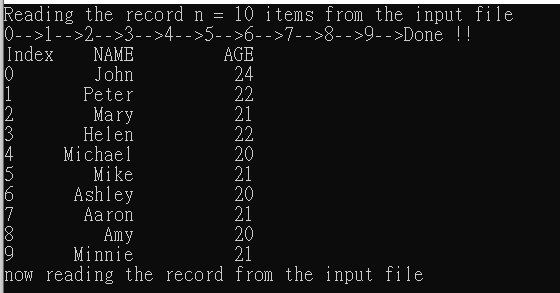 Reading the record n = 10 items from the input file
0-->1-->2-->3-->4-->5-->6-->7-->8-->9-->Done !!
Index    NAME         AGE
0        John          24
1       Peter          22
2        Mary          21
3       Helen          22
4     Michael          20
5        Mike          21
6      Ashley          20
7       Aaron          21
8         Amy          20
9      Minnie          21
now reading the record from the input file